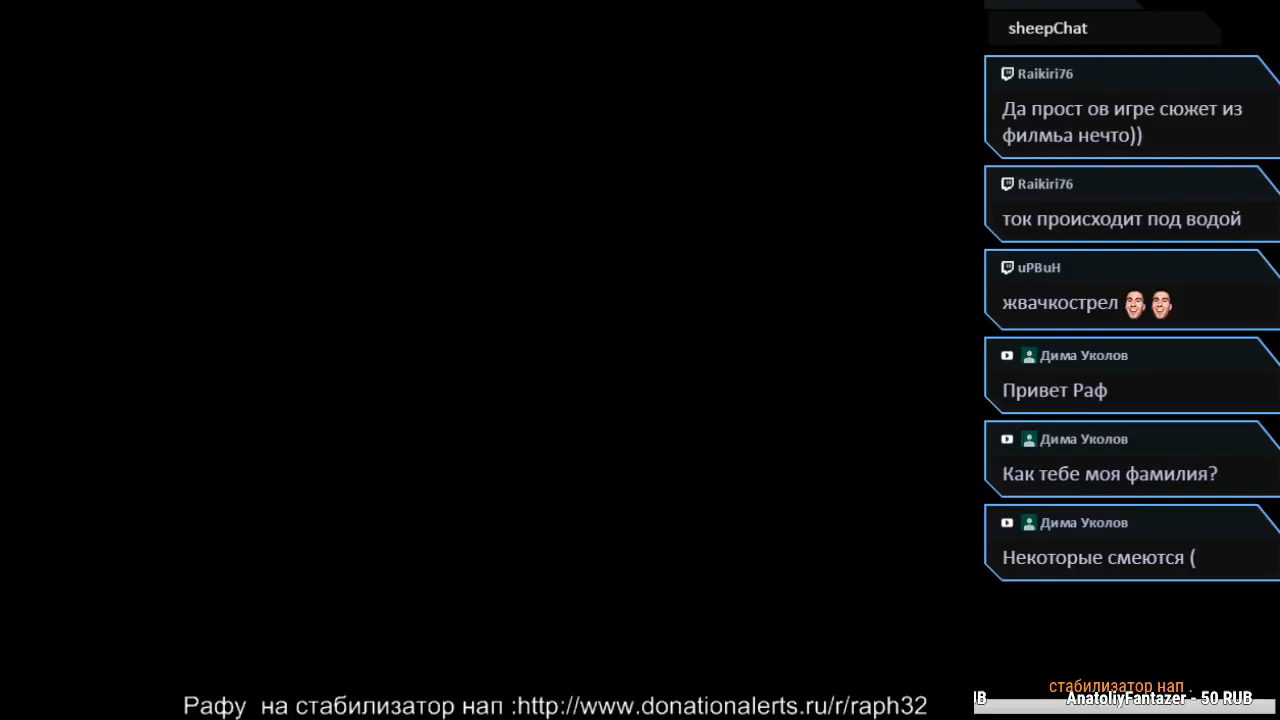 sheepChat
Raikiri76
Да прост ов игре сюжет из
филмьа нечто))
Raikiri76
ток происходит под водой
uPBuH
жвачкострел
Дима Уколов
Привет Раф
Дима Уколов
Как тебе моя фамилия?
Дима Уколов
Некоторые смеются (
стабилизатор нап .
AnatoliyFantazer - 50 RUB
Рафу на стабилизатор нап :http://www.donationalerts.ru/r/raph32